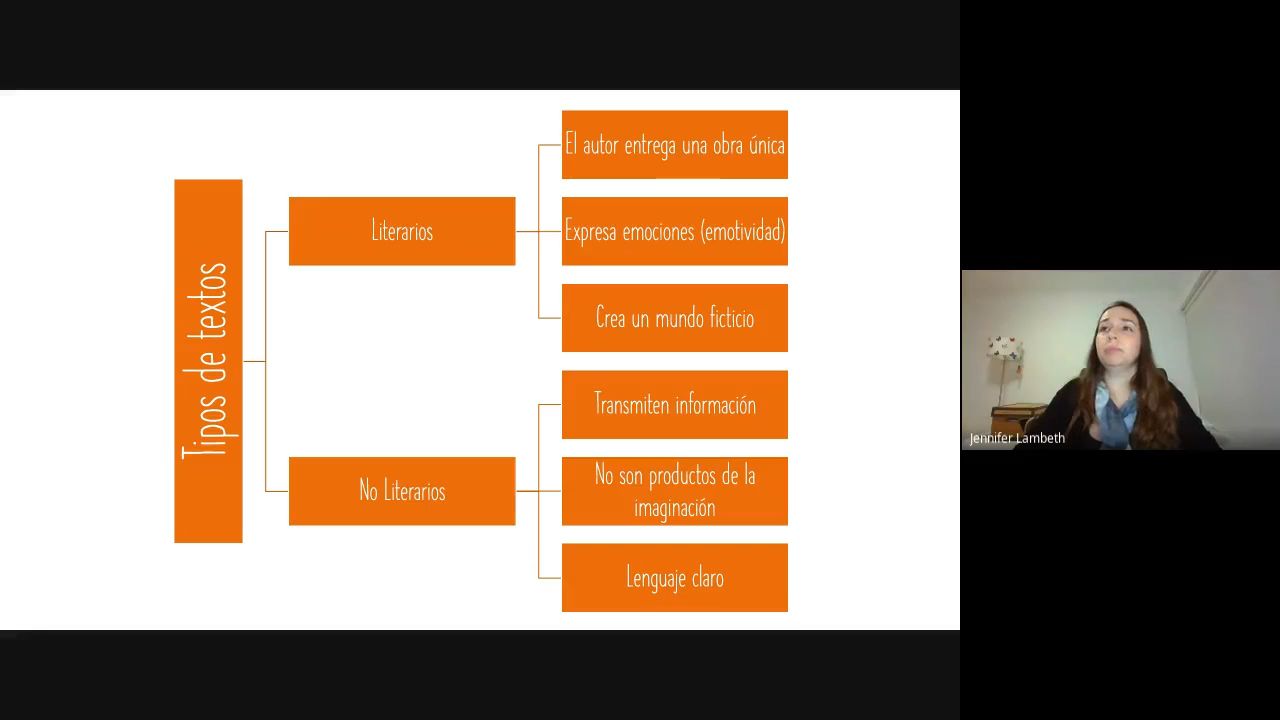 Tipos de textos
Literarios
El autor entrega una obra única
Expresa emociones (emotividad)
Crea un mundo ficticio
No Literarios
Transmiten información
No son productos de la
imaginación
Lenguaje claro
Jennifer Lambeth